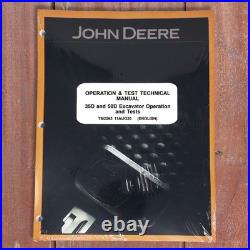 JOHN DEERE
OPERATION & TEST TECHNICAL
MANUAL
35D and 50D Excavator Operation
and Tests
(ENGLISH)